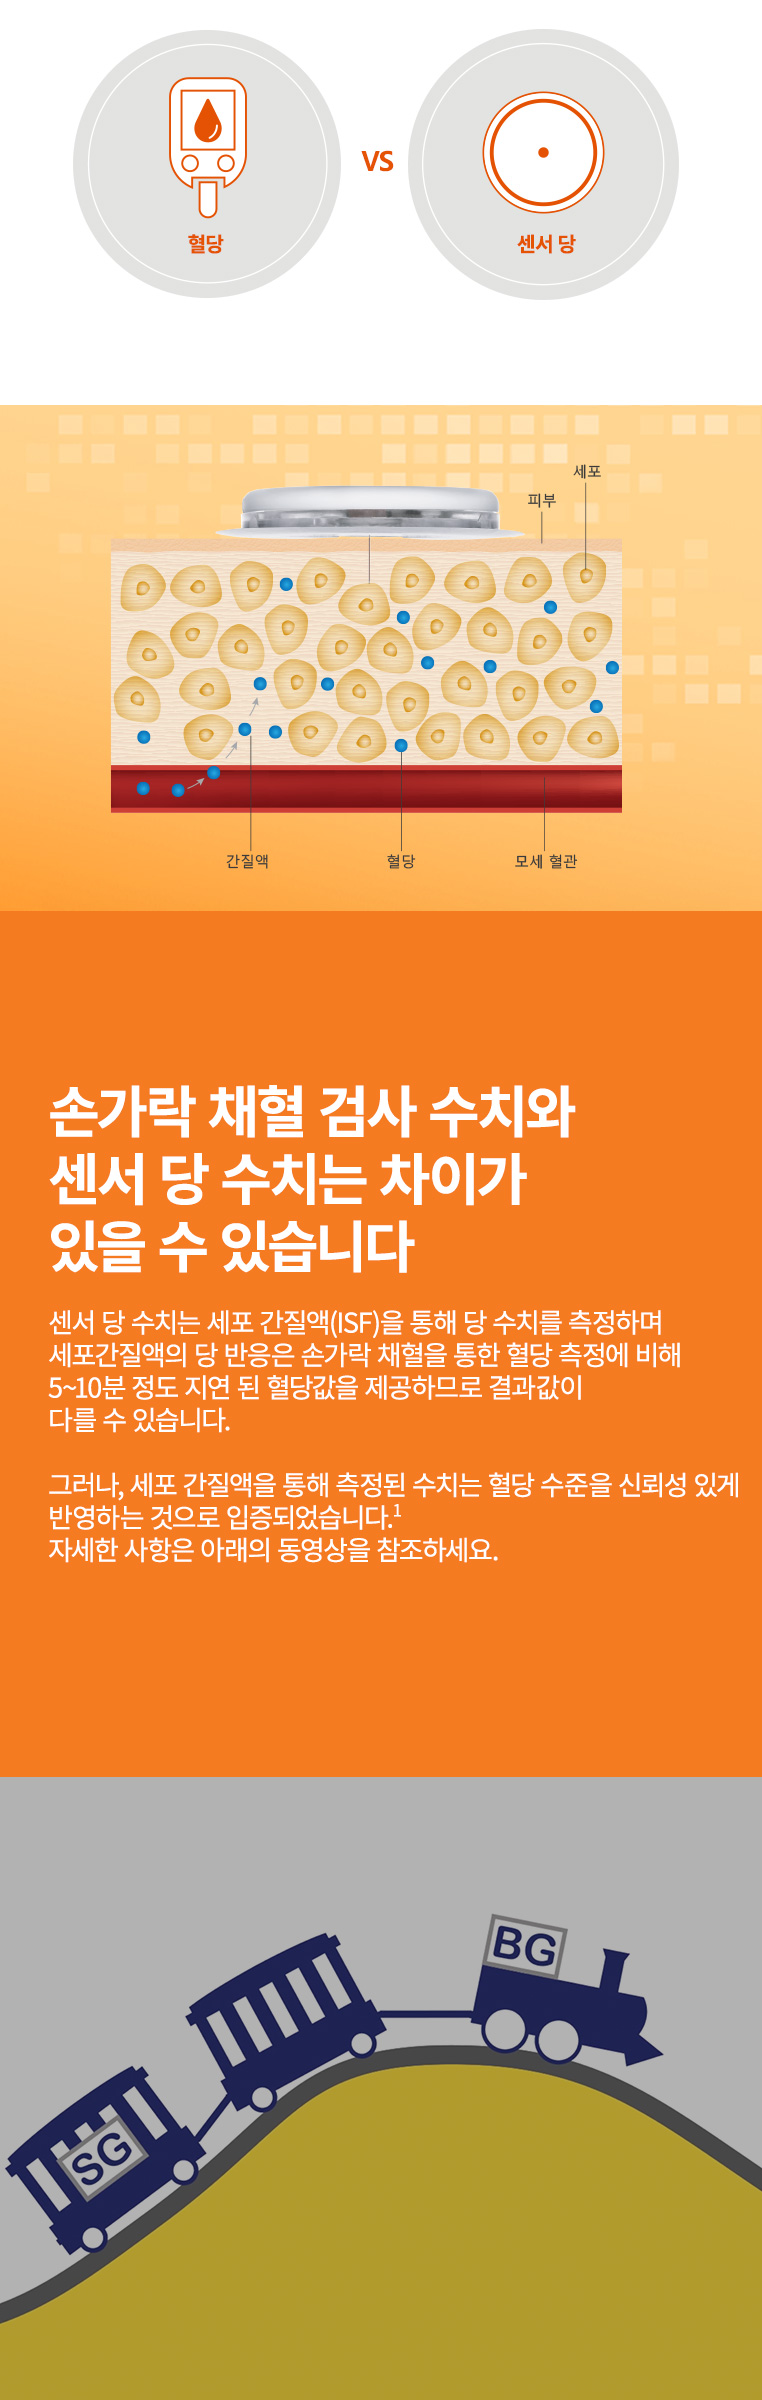 VS
혈당
센서 당
세포
피부
간질액
혈당
모세 혈관
손가락 채혈 검사 수치와
센서 당 수치는 차이가
있을 수 있습니다
센서 당 수치는 세포 간질액(ISF)을 통해 당 수치를 측정하며
세포간질액의 당 반응은 손가락 채혈을 통한 혈당 측정에 비해
5~10분 정도 지연 된 혈당값을 제공하므로 결과값이
다를 수 있습니다.
그러나, 세포 간질액을 통해 측정된 수치는 혈당 수준을 신뢰성 있게
반영하는 것으로 입증되었습니다.¹
자세한 사항은 아래의 동영상을 참조하세요.
BG
SG